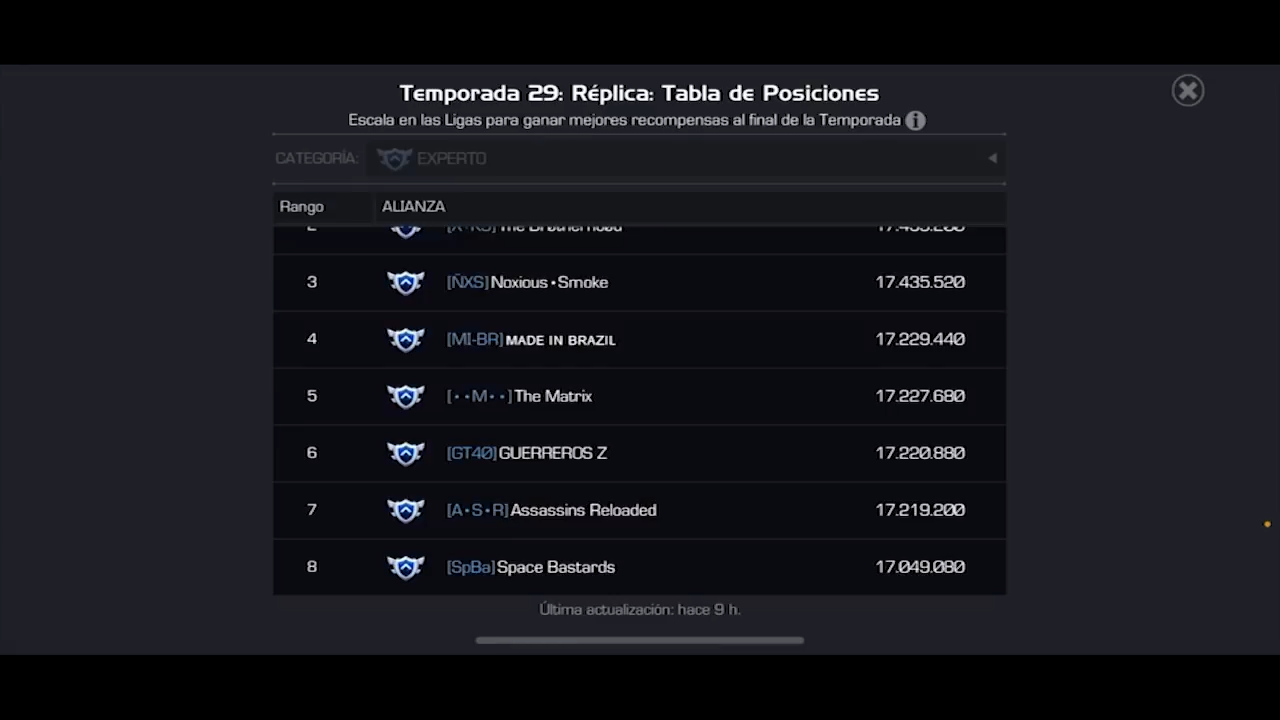 Temporada 29: Réplica: Tabla de Posiciones
Escala en las Ligas para ganar mejores recompensas al final de la Temporada
CATEGORÍA: EXPERTO
Rango ALIANZA
3 [ÑXS]Noxious•Smoke 17.435.520
4 [MI-BR]MADE IN BRAZIL 17.229.440
5 [••M••]The Matrix 17.227.680
6 [GT40]GUERREROS Z 17.220.880
7 [A•S•R]Assassins Reloaded 17.219.200
8 [SpBa]Space Bastards 17.049.080
Última actualización: hace 9 h.